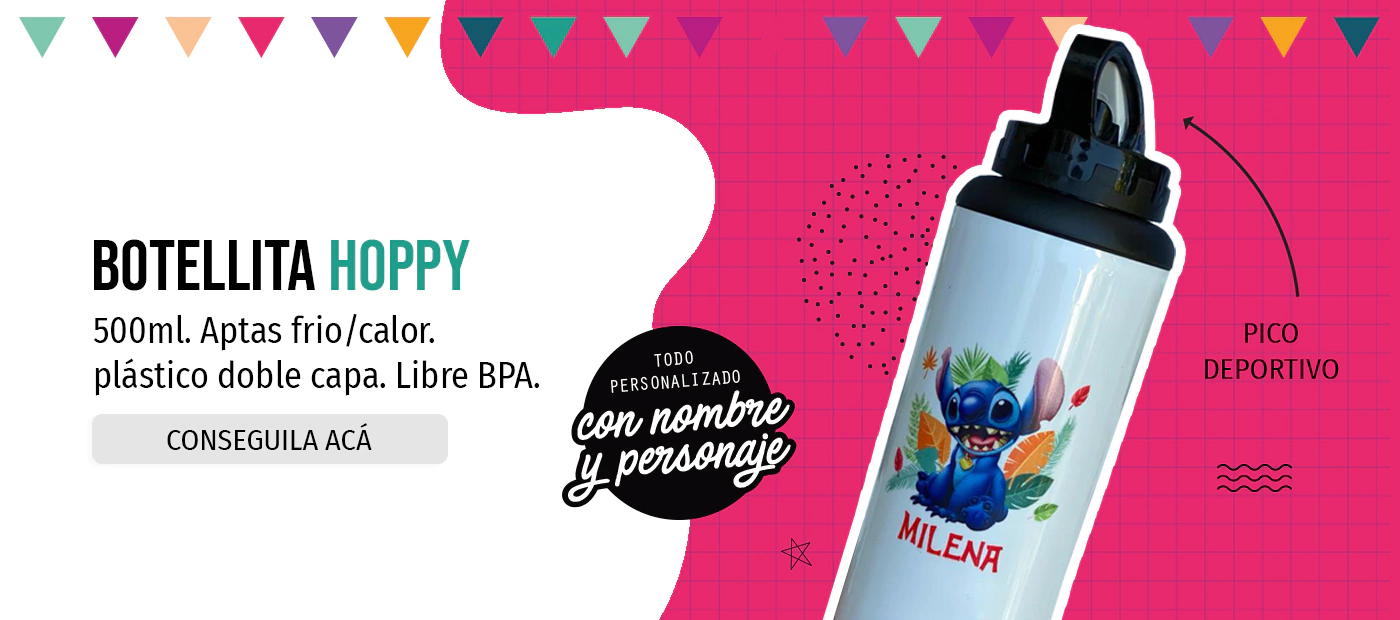 BOTELLITA HOPPY
500ml. Aptas frio/calor.
plástico doble capa. Libre BPA.
CONSEGUILA ACÁ
TODO
PERSONALIZADO
con nombre
y personaje
PICO
DEPORTIVO
MILENA